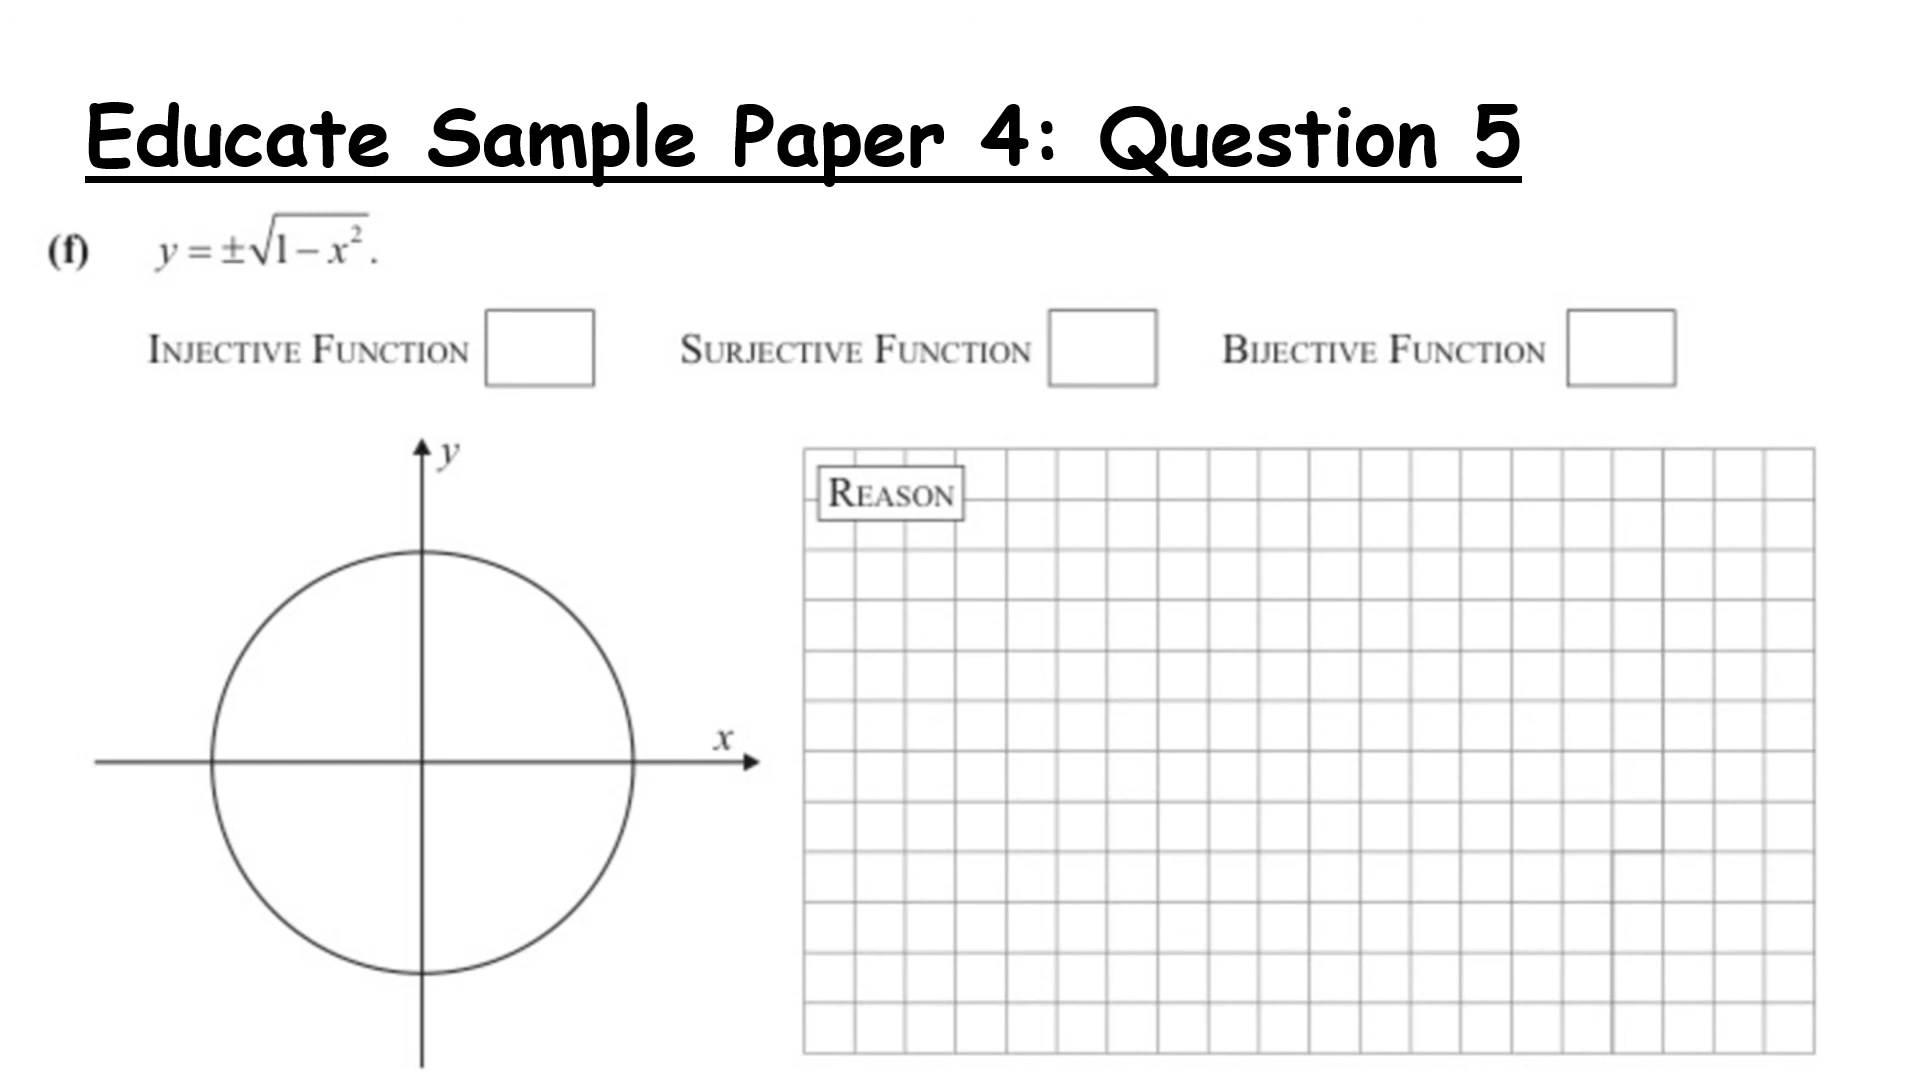 Educate Sample Paper 4: Question 5
(f) y = ±√1 – x².
INJECTIVE FUNCTION SURJECTIVE FUNCTION BIJECTIVE FUNCTION
y
REASON
x